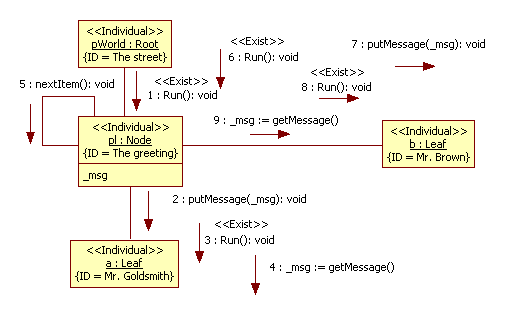 <<Individual>>
pWorld : Root
{ID = The street}
<<Exist>>
6 : Run(): void
7 : putMessage(_msg): void
5 : nextItem(): void
<<Exist>>
1 : Run(): void
<<Exist>>
8 : Run(): void
<<Individual>>
pl : Node
{ID = The greeting}
_msg
9 : _msg := getMessage()
<<Individual>>
b : Leaf
{ID = Mr. Brown}
2 : putMessage(_msg): void
<<Exist>>
3 : Run(): void
<<Individual>>
a : Leaf
{ID = Mr. Goldsmith}
4 : _msg := getMessage()